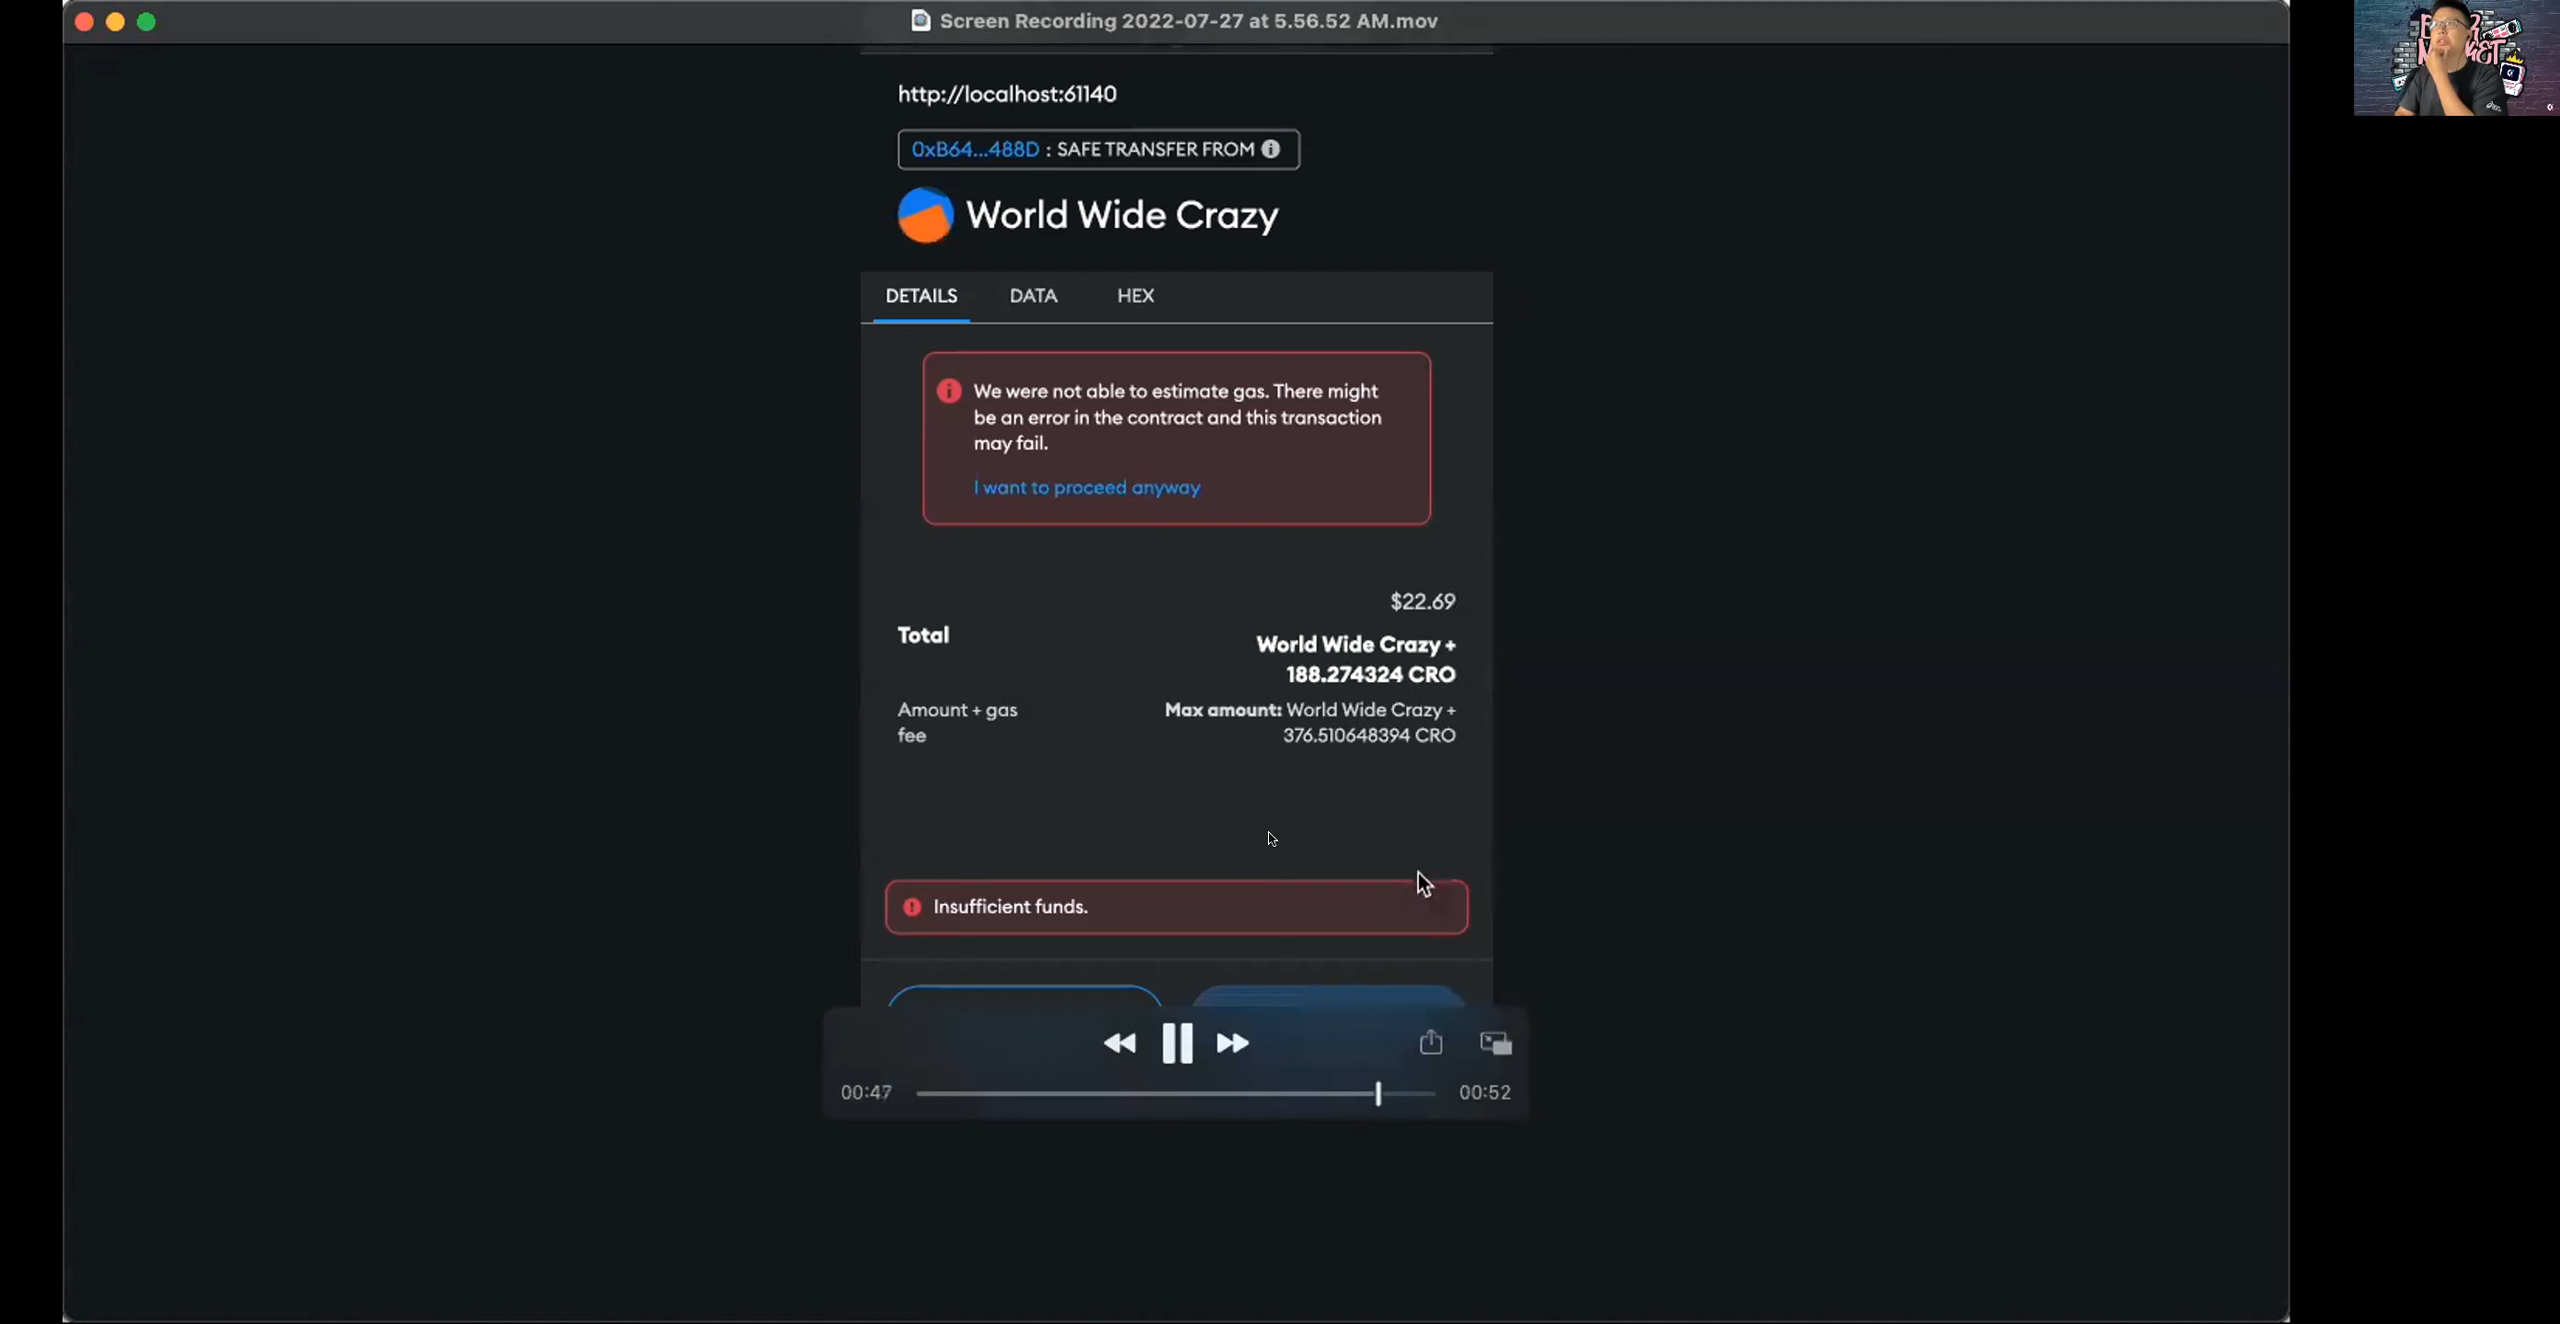 Screen Recording 2022-07-27 at 5.56.52 AM.mov
http://localhost:61140
0xB64...488D : SAFE TRANSFER FROM
World Wide Crazy
DETAILS DATA HEX
We were not able to estimate gas. There might
be an error in the contract and this transaction
may fail.
I want to proceed anyway
$22.69
Total
World Wide Crazy +
188.274324 CRO
Amount + gas
fee
Max amount: World Wide Crazy +
376.510648394 CRO
Insufficient funds.
00:47
00:52